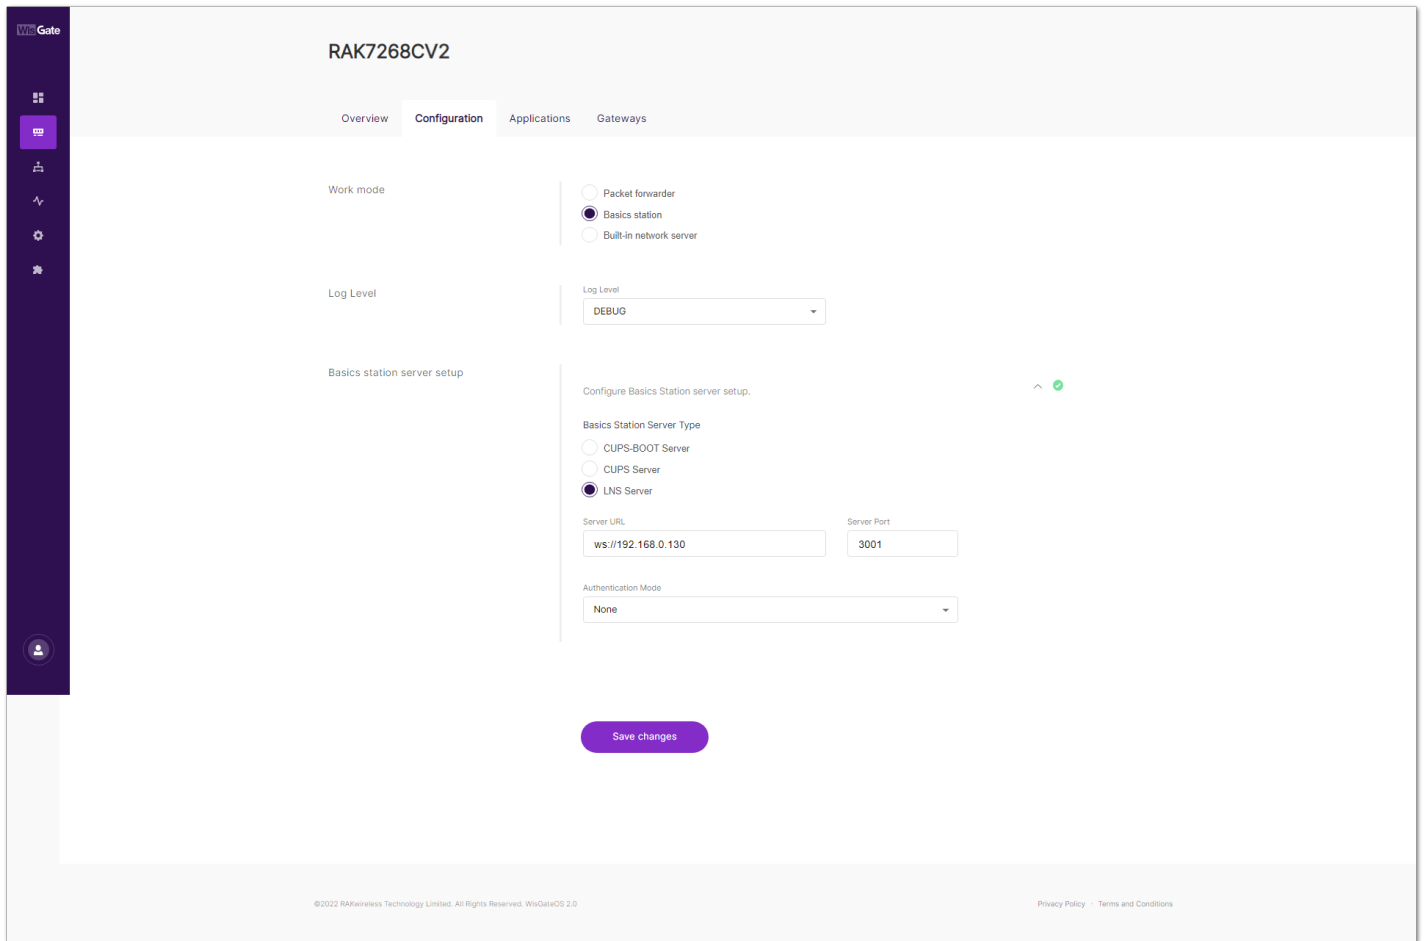 WisGate
RAK7268CV2
Overview Configuration Applications Gateways
Work mode
Packet forwarder
Basics station
Built-in network server
Log Level
Log Level
DEBUG
Basics station server setup
Configure Basics Station server setup.
Basics Station Server Type
CUPS-BOOT Server
CUPS Server
LNS Server
Server URL Server Port
ws://192.168.0.130 3001
Authentication Mode
None
Save changes
©2022 RAKwireless Technology Limited. All Rights Reserved. WisGateOS 2.0 Privacy Policy · Terms and Conditions